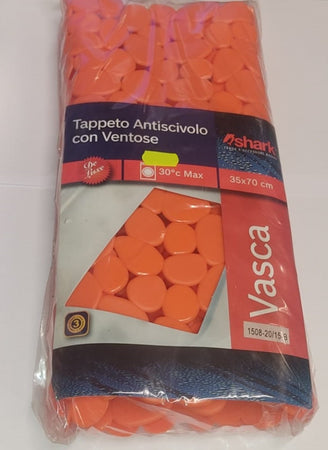 Tappeto Antiscivolo
con Ventose
shark
De
Luxe
30°c Max
35x70 cm
Vasca
3
1508-20/15-B